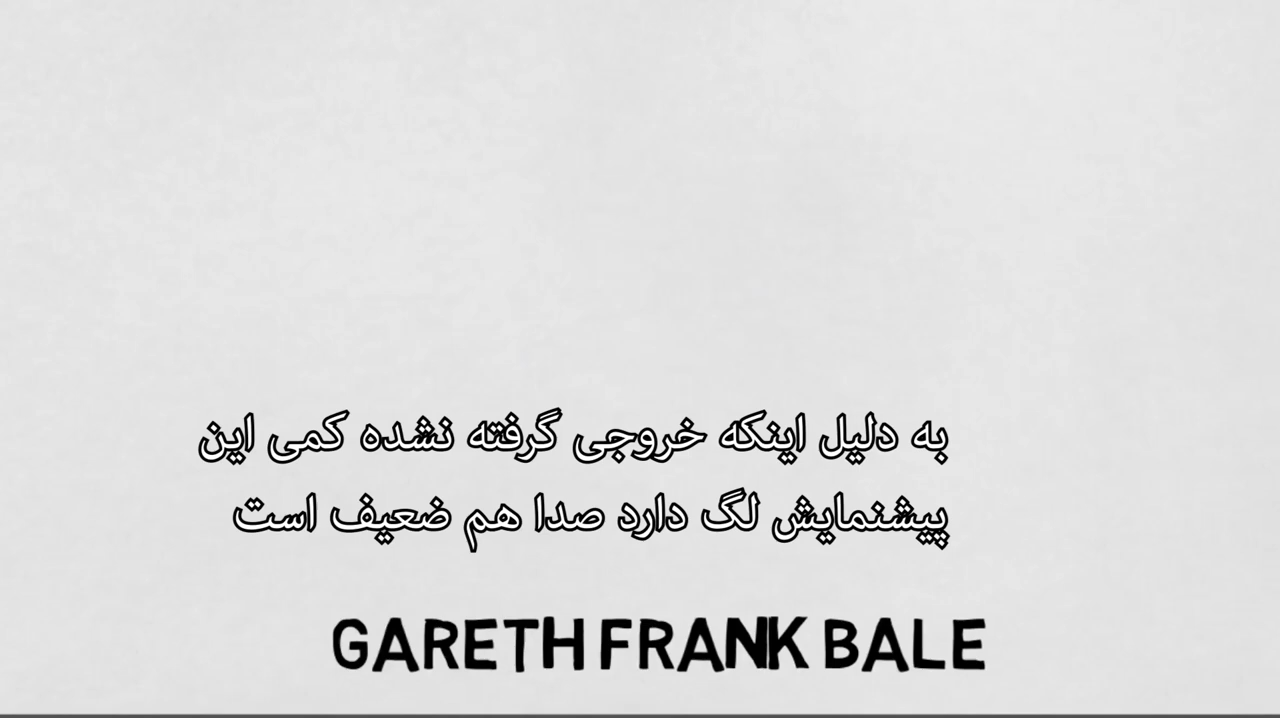 به دلیل اینکه خروجی گرفته نشده کمی این
پیشنمایش لگ دارد صدا هم ضعیف است
GARETH FRANK BALE